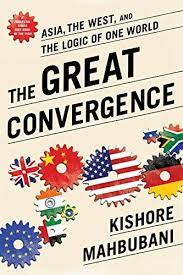 ASIA, THE WEST, AND
THE LOGIC OF ONE WORLD
THE GREAT
CONVERGENCE
KISHORE
MAHBUBANI